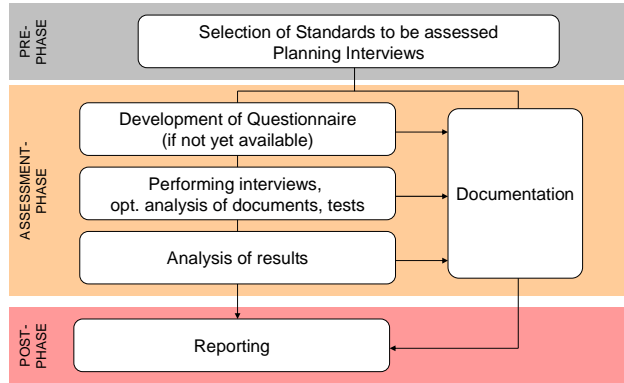 PRE-
PHASE
Selection of Standards to be assessed
Planning Interviews
ASSESSMENT-
PHASE
Development of Questionnaire
(if not yet available)
Performing interviews,
opt. analysis of documents, tests
Analysis of results
Documentation
POST-
PHASE
Reporting